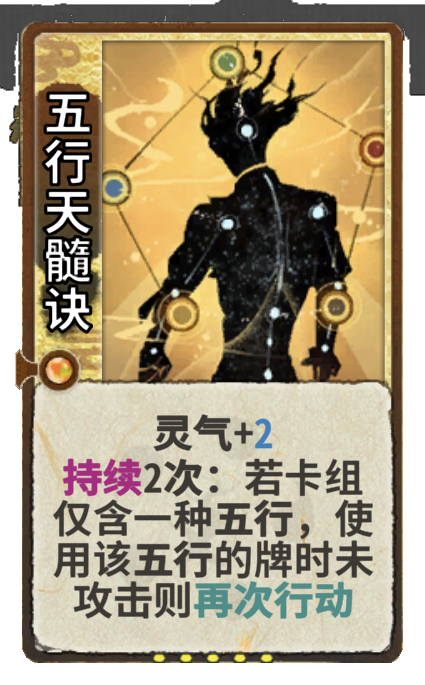 五行天髓诀
灵气+2
持续2次：若卡组
仅含一种五行，使
用该五行的牌时未
攻击则再次行动